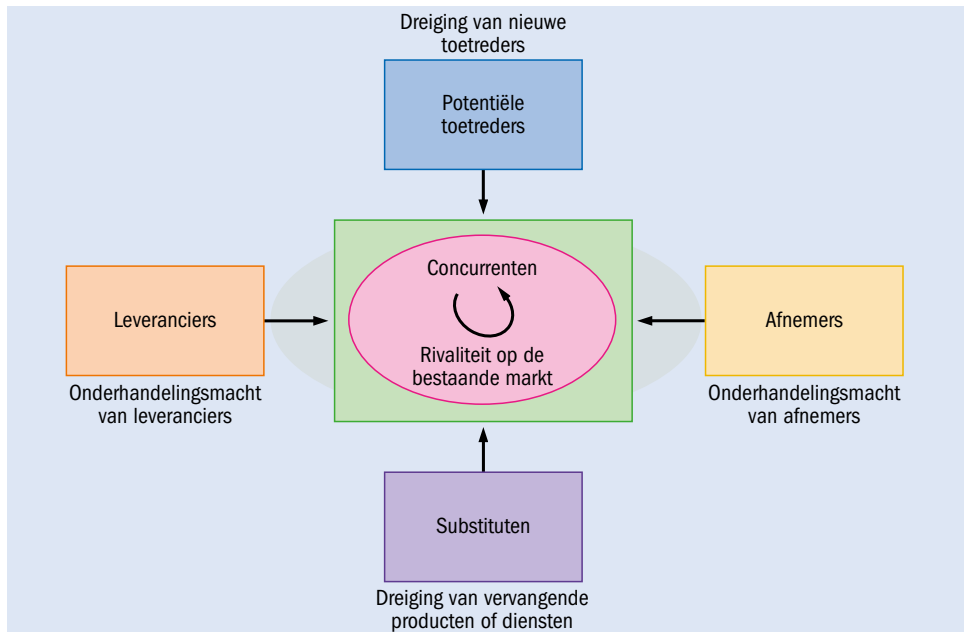 Dreiging van nieuwe
toetreders
Potentiële
toetreders
Concurrenten
Rivaliteit op de
bestaande markt
Leveranciers
Onderhandelingsmacht
van leveranciers
Afnemers
Onderhandelingsmacht
van afnemers
Substituten
Dreiging van vervangende
producten of diensten